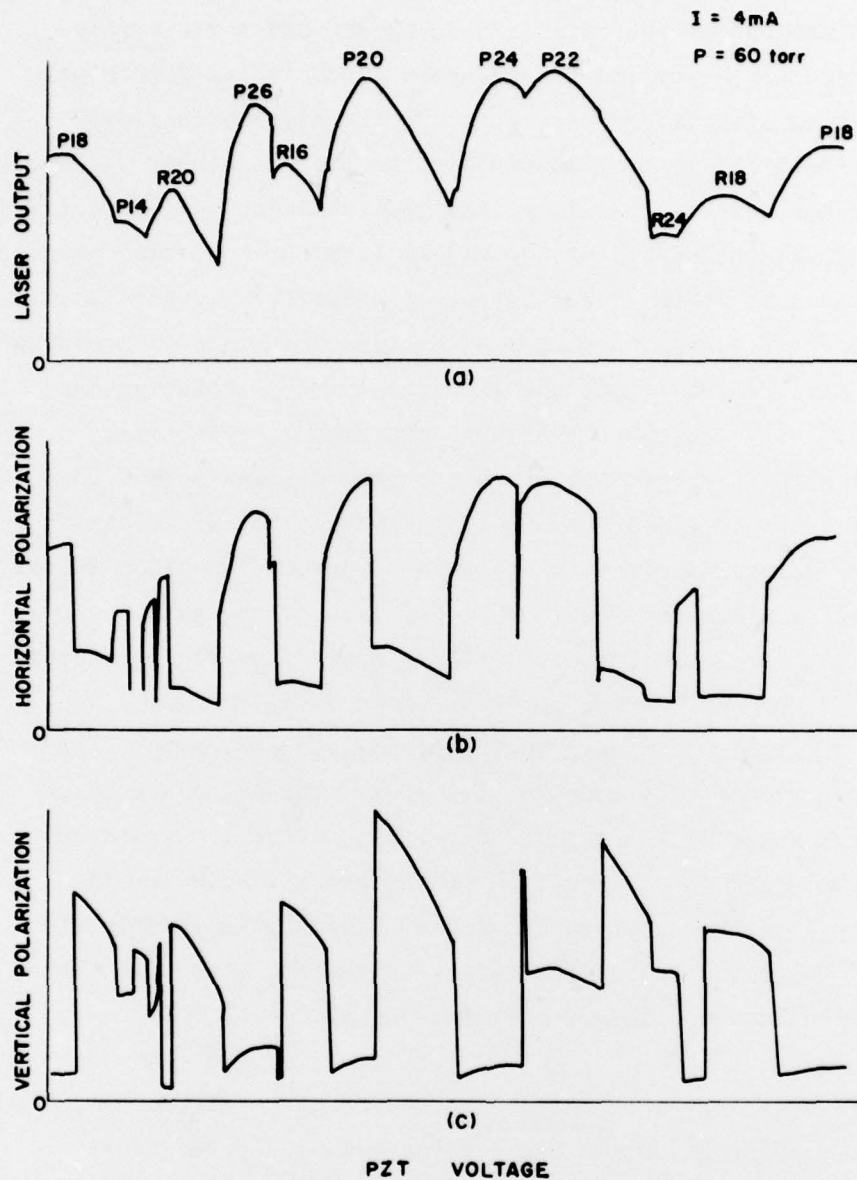 I = 4mA
P = 60 torr
P18
P14
R20
P26
R16
P20
P24
P22
R24
R18
P18
LASER OUTPUT
0
(a)
HORIZONTAL POLARIZATION
0
(b)
VERTICAL POLARIZATION
0
(c)
PZT VOLTAGE